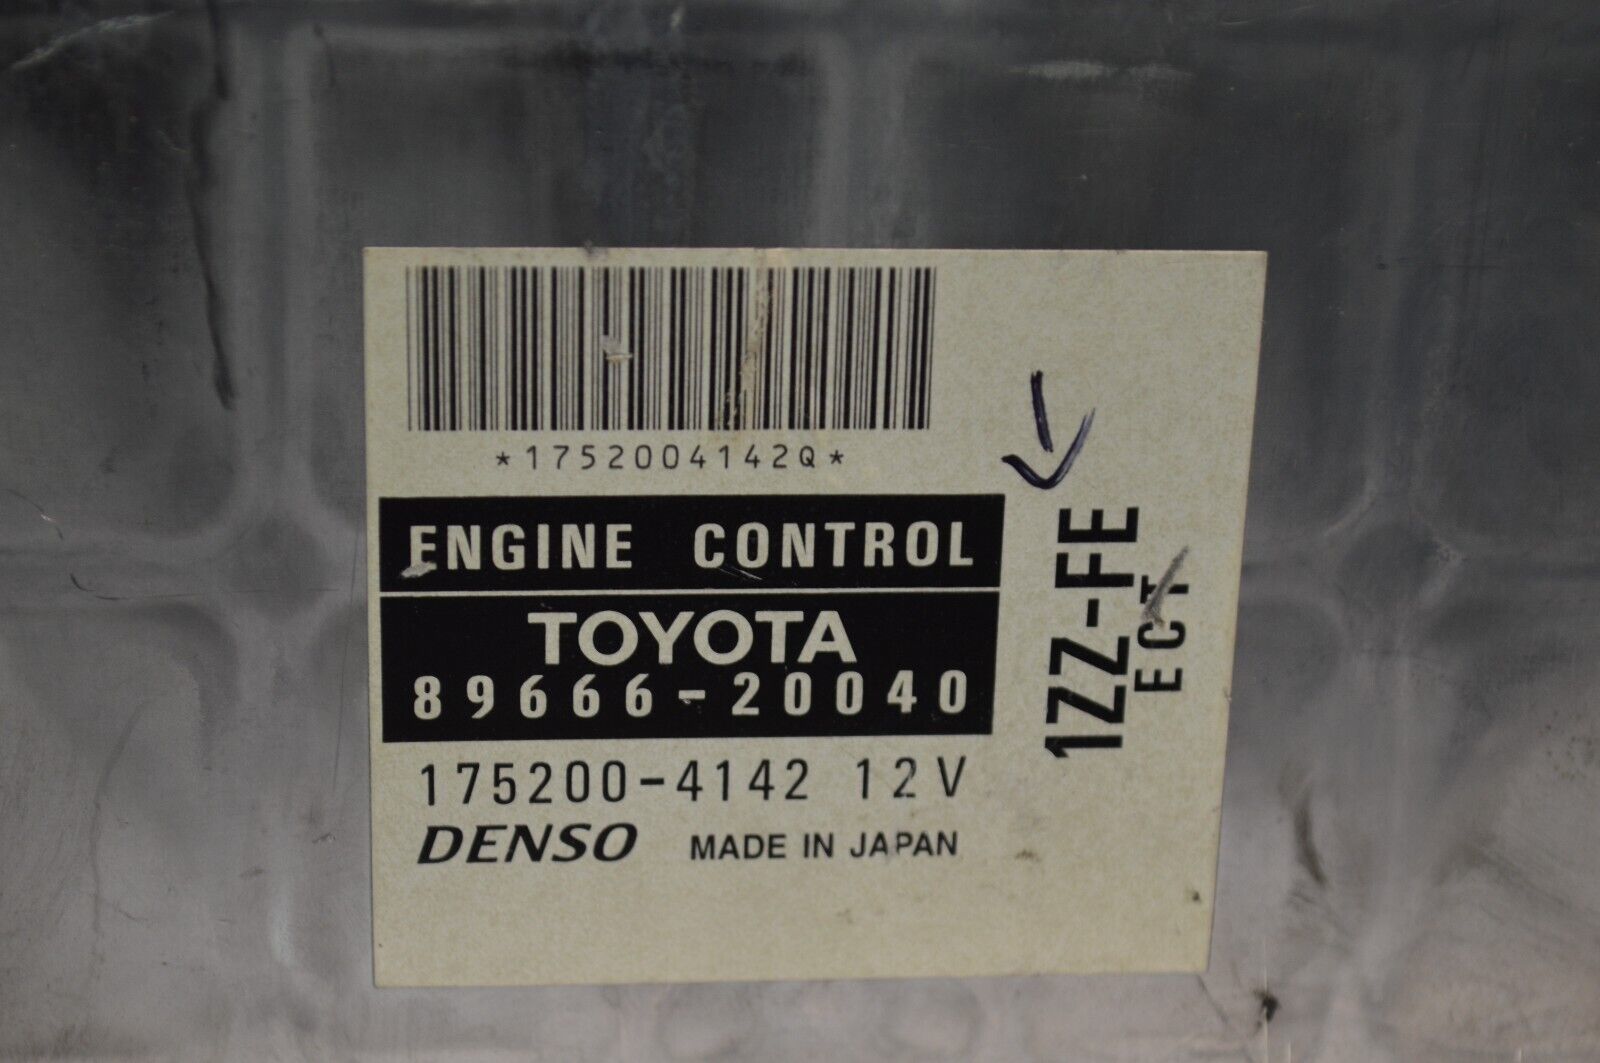 *1752004142Q*
ENGINE CONTROL
TOYOTA
89666-20040
175200-4142 12V
DENSO MADE IN JAPAN
1ZZ-FE
ECT